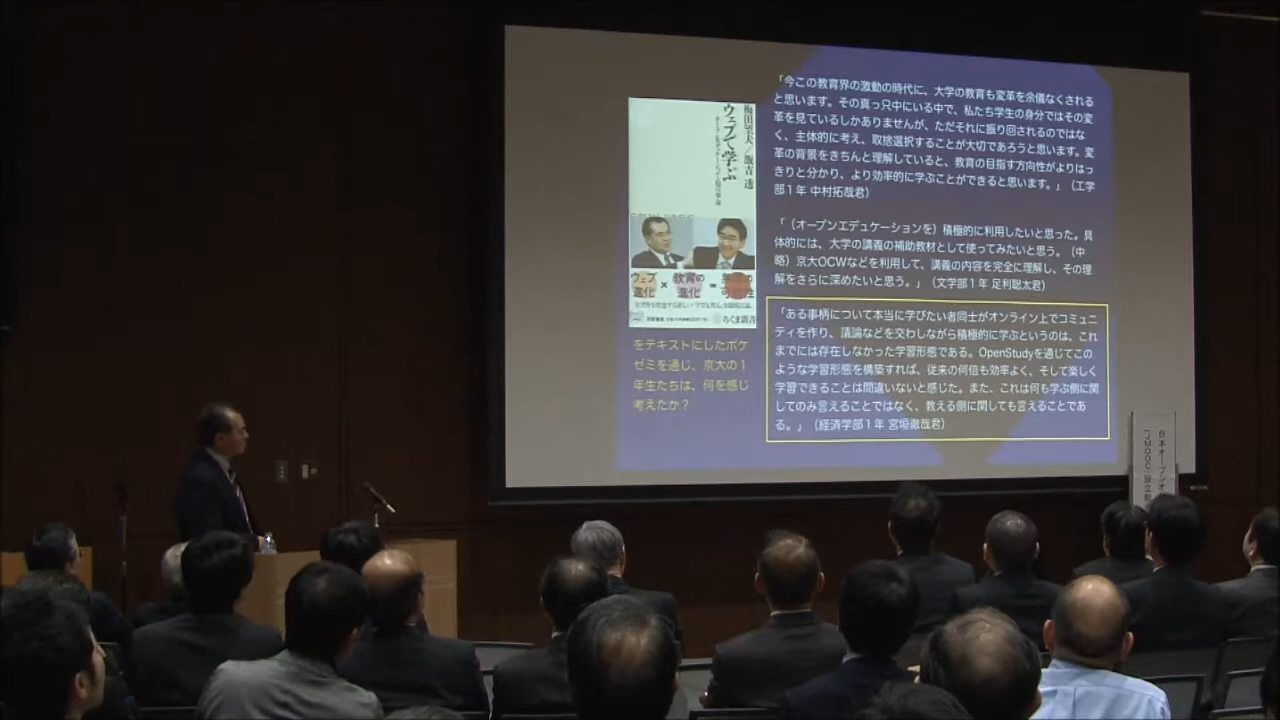 梅田望夫/飯吉 透
ウェブで学ぶ
ウェブ進化 × 教育の進化 =
ちくま新書
をテキストにしたポケ
ゼミを通じ、京大の1
年生たちは、何を感じ
考えたか？
「今この教育界の激動の時代に、大学の教育も変革を余儀なくされる
と思います。その真っ只中にいる中で、私たち学生の身分ではその変
革を見ているしかありませんが、ただそれに振り回されるのではな
く、主体的に考え、取捨選択することが大切であろうと思います。変
革の背景をきちんと理解していると、教育の目指す方向性がよりはっ
きりと分かり、より効率的に学ぶことができると思います。」（工学
部１年 中村拓哉君）
「（オープンエデュケーションを）積極的に利用したいと思った。具
体的には、大学の講義の補助教材として使ってみたいと思う。（中
略）京大OCWなどを利用して、講義の内容を完全に理解し、その理
解をさらに深めたいと思う。」（文学部１年 足利聡太君）
「ある事柄について本当に学びたい者同士がオンライン上でコミュニ
ティを作り、議論などを交わしながら積極的に学ぶというのは、これ
までには存在しなかった学習形態である。OpenStudyを通じてこの
ような学習形態を構築すれば、従来の何倍も効率よく、そして楽しく
学習できることは間違いないと感じた。また、これは何も学ぶ側に関
してのみ言えることではなく、教える側に関しても言えることであ
る。」（経済学部１年 宮垣徹哉君）
日本オープンオ
「JMOOC」設立